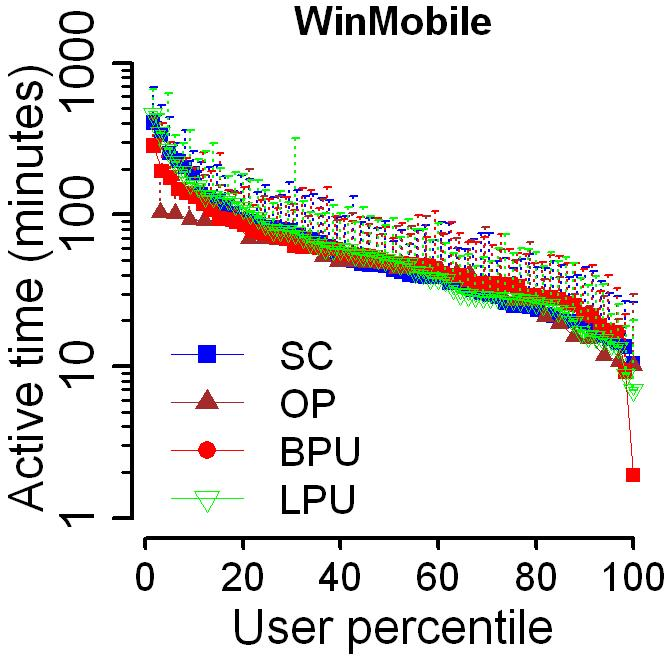 WinMobile
Active time (minutes)
1000
100
10
1
SC
OP
BPU
LPU
0 20 40 60 80 100
User percentile